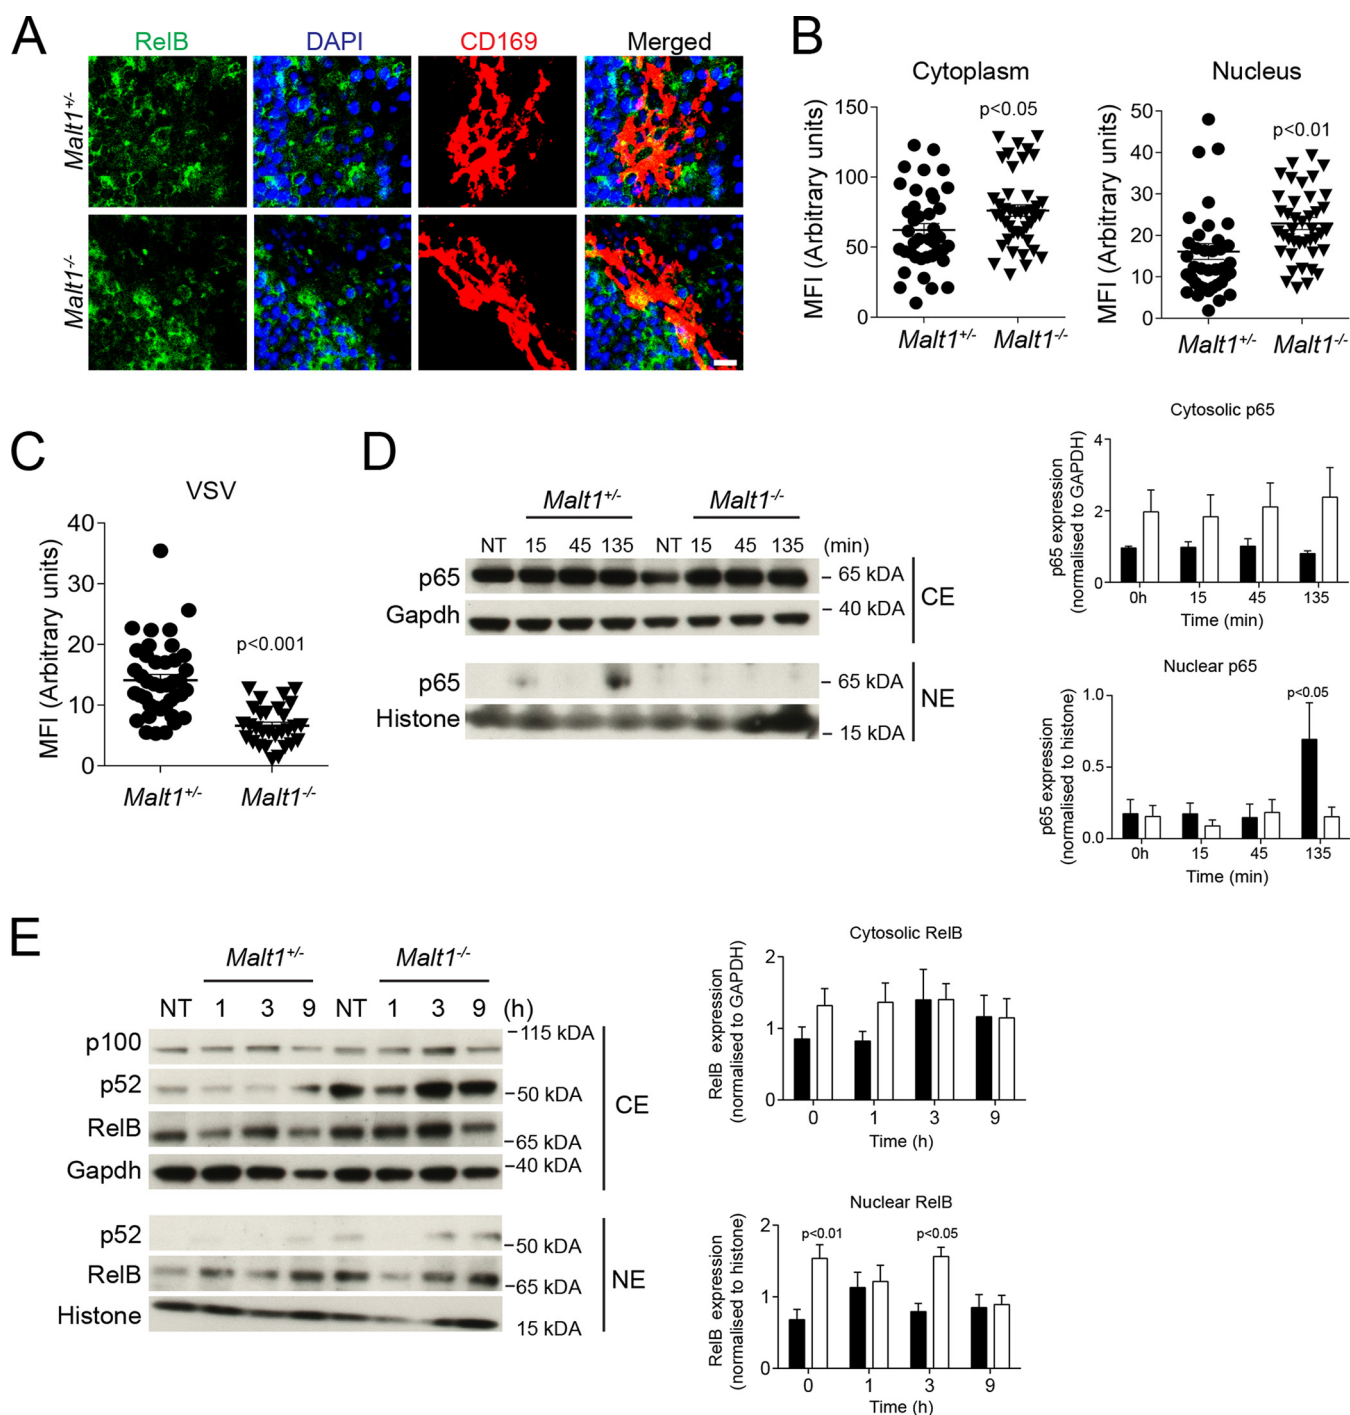 A
RelB DAPI CD169 Merged
Malt1+/-
Malt1-/-
B
Cytoplasm
MFI (Arbitrary units)
150
100
50
0
p<0.05
Malt1+/- Malt1-/-
Nucleus
MFI (Arbitrary units)
50
40
30
20
10
0
p<0.01
Malt1+/- Malt1-/-
C
VSV
MFI (Arbitrary units)
40
30
20
10
0
p<0.001
Malt1+/- Malt1-/-
D
Malt1+/- Malt1-/-
NT 15 45 135 NT 15 45 135 (min)
p65 – 65 kDA
Gapdh – 40 kDA
CE
p65 – 65 kDA
Histone – 15 kDA
NE
Cytosolic p65
p65 expression
(normalised to GAPDH)
4
2
0
0h 15 45 135
Time (min)
Nuclear p65
p65 expression
(normalised to histone)
1.0
0.5
0.0
p<0.05
0h 15 45 135
Time (min)
E
Malt1+/- Malt1-/-
NT 1 3 9 NT 1 3 9 (h)
p100 –115 kDA
p52 –50 kDA
RelB –65 kDA
Gapdh –40 kDA
CE
p52 –50 kDA
RelB –65 kDA
Histone 15 kDA
NE
Cytosolic RelB
RelB expression
(normalised to GAPDH)
2
1
0
0 1 3 9
Time (h)
Nuclear RelB
RelB expression
(normalised to histone)
2
1
0
p<0.01 p<0.05
0 1 3 9
Time (h)